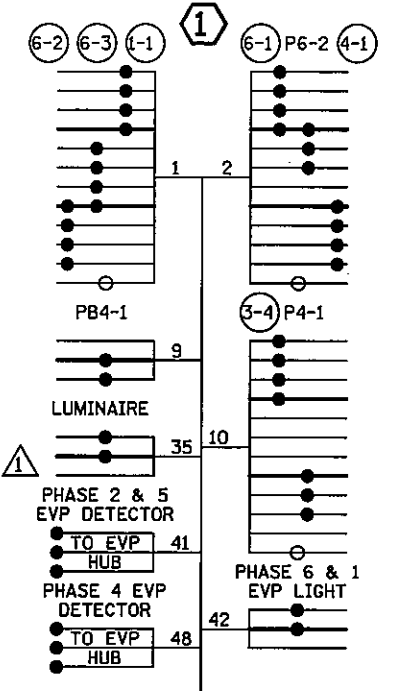 1
6-2 6-3 1-1
6-1 P6-2 4-1
1 2
PB4-1
3-4 P4-1
9
LUMINAIRE
10
1
35
PHASE 2 & 5
EVP DETECTOR
TO EVP
HUB
41
PHASE 6 & 1
EVP LIGHT
PHASE 4 EVP
DETECTOR
42
TO EVP
HUB
48